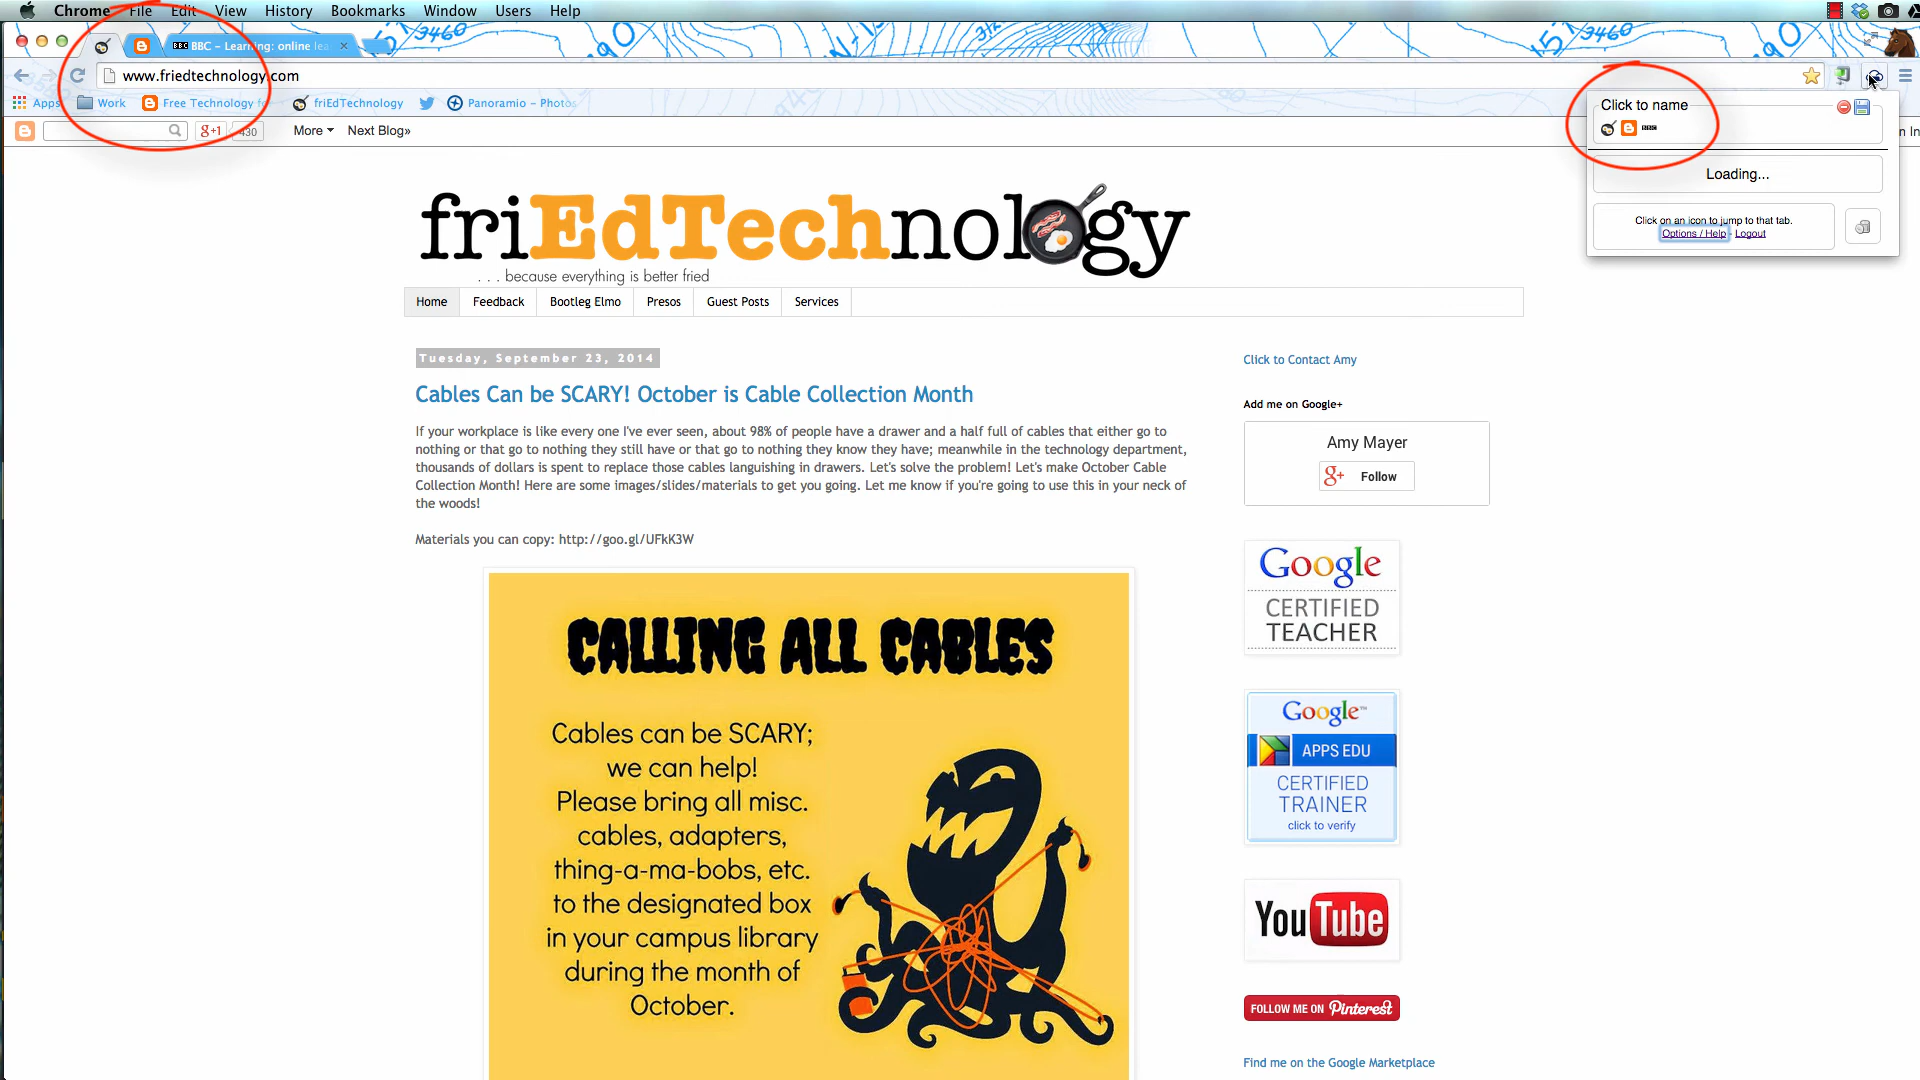 Chrome File Edit View History Bookmarks Window Users Help
BBC BBC - Learning: online lea
www.friedtechnology.com
Apps Work Free Technology f friEdTechnology Panoramio - Photos
g+1 430 More Next Blog»
Click to name
BBC
Loading...
Click on an icon to jump to that tab.
Options / Help - Logout
n In
friEdTechnology
. . . because everything is better fried
Home Feedback Bootleg Elmo Presos Guest Posts Services
Tuesday, September 23, 2014
Cables Can be SCARY! October is Cable Collection Month
If your workplace is like every one I've ever seen, about 98% of people have a drawer and a half full of cables that either go to
nothing or that go to nothing they still have or that go to nothing they know they have; meanwhile in the technology department,
thousands of dollars is spent to replace those cables languishing in drawers. Let's solve the problem! Let's make October Cable
Collection Month! Here are some images/slides/materials to get you going. Let me know if you're going to use this in your neck of
the woods!
Materials you can copy: http://goo.gl/UFkK3W
CALLING ALL CABLES
Cables can be SCARY;
we can help!
Please bring all misc.
cables, adapters,
thing-a-ma-bobs, etc.
to the designated box
in your campus library
during the month of
October.
Click to Contact Amy
Add me on Google+
Amy Mayer
g+ Follow
Google
CERTIFIED
TEACHER
Google™
APPS EDU
CERTIFIED
TRAINER
click to verify
YouTube
FOLLOW ME ON Pinterest
Find me on the Google Marketplace